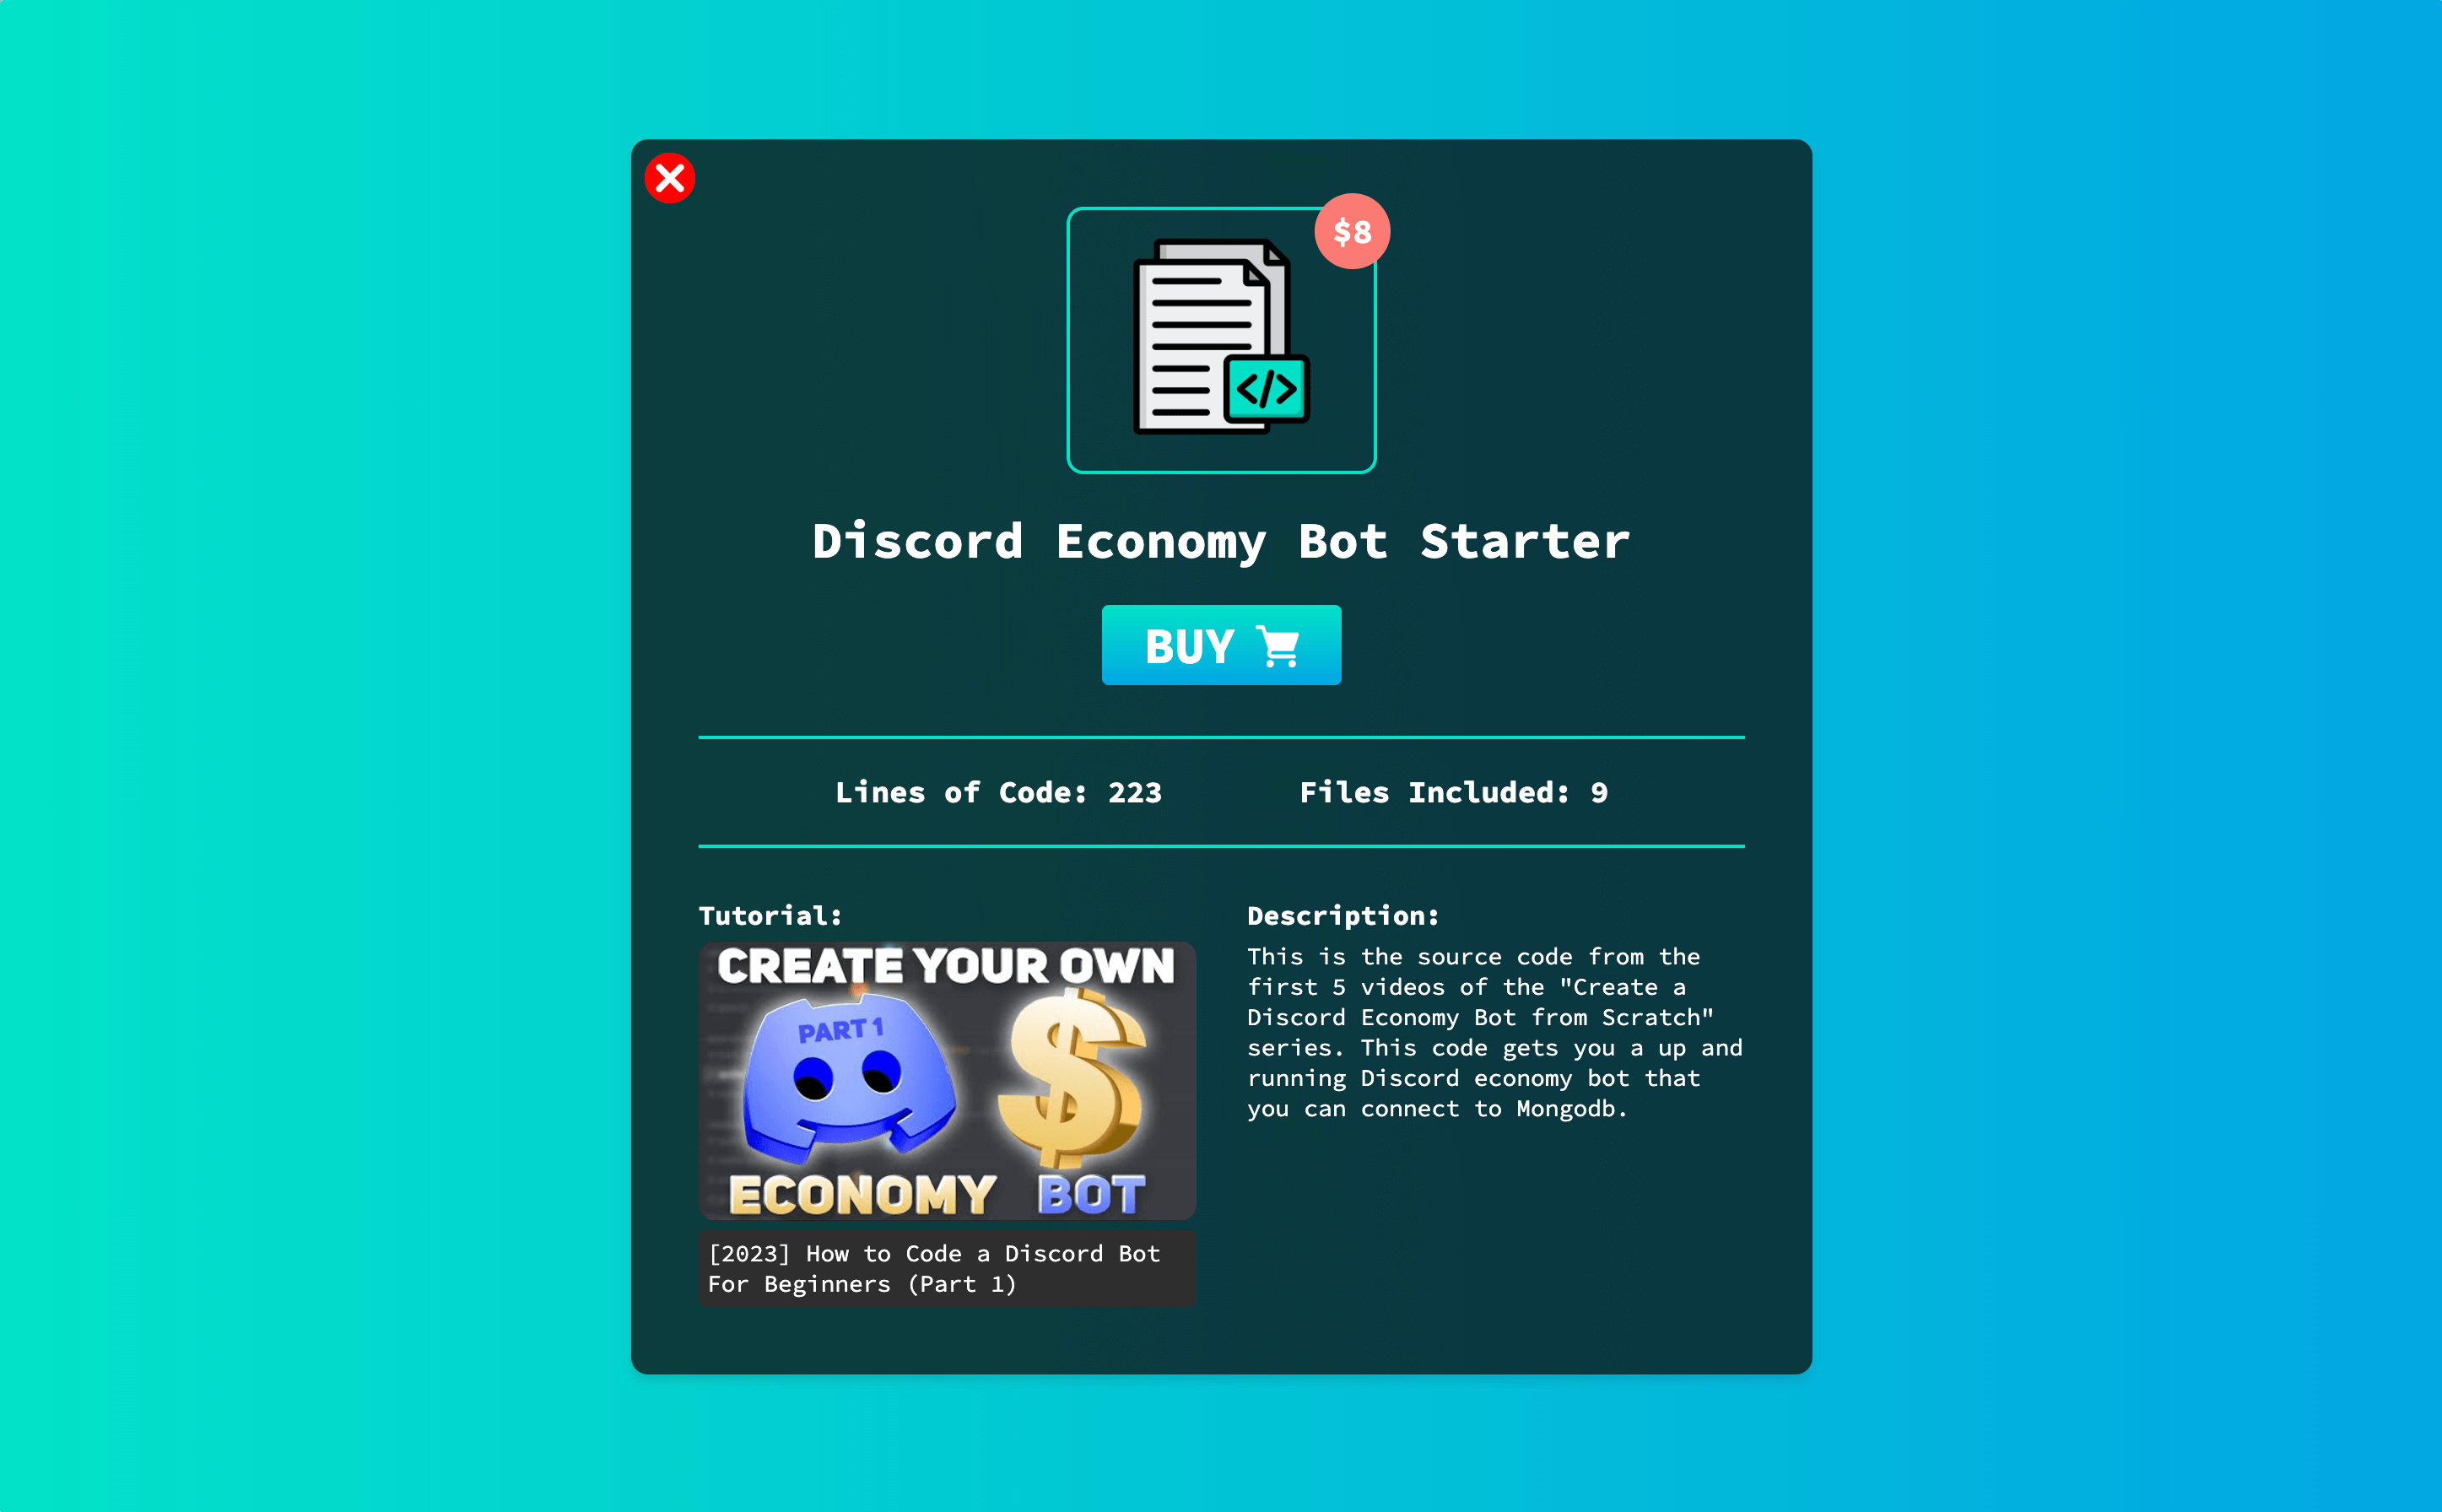 $8
</>
Discord Economy Bot Starter
BUY
Lines of Code: 223
Files Included: 9
Tutorial:
CREATE YOUR OWN
PART 1
$
ECONOMY BOT
[2023] How to Code a Discord Bot
For Beginners (Part 1)
Description:
This is the source code from the
first 5 videos of the "Create a
Discord Economy Bot from Scratch"
series. This code gets you a up and
running Discord economy bot that
you can connect to Mongodb.